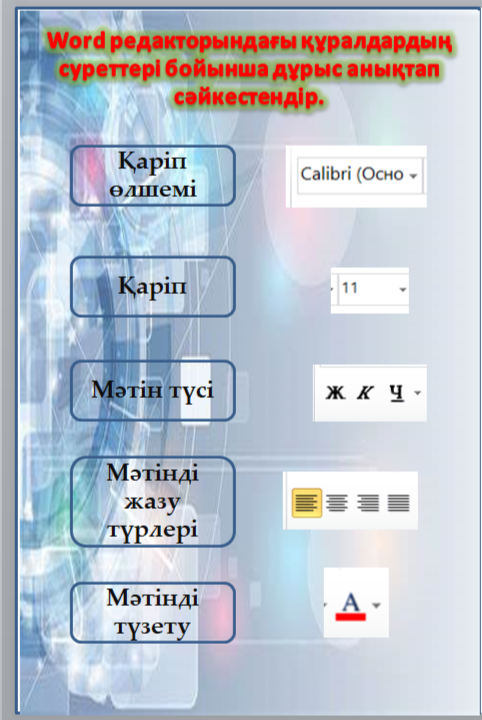 Word редакторындағы құралдардың
суреттері бойынша дұрыс анықтап
сәйкестендір.
Қаріп
өлшемі
Calibri (Осно
Қаріп
11
Мәтін түсі
Ж К Ч
Мәтінді
жазу
түрлері
Мәтінді
түзету
А